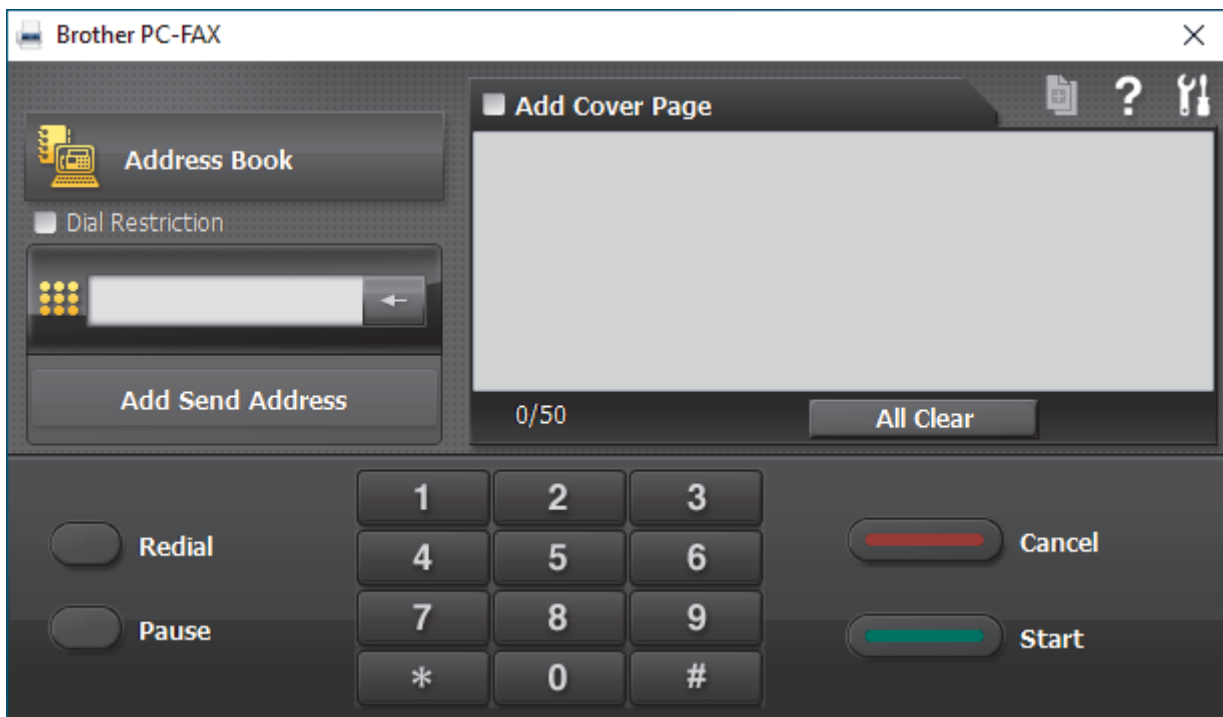 Brother PC-FAX
Add Cover Page
?
Address Book
Dial Restriction
Add Send Address
0/50
All Clear
1 2 3
Redial
4 5 6
Cancel
Pause
7 8 9
Start
* 0 #